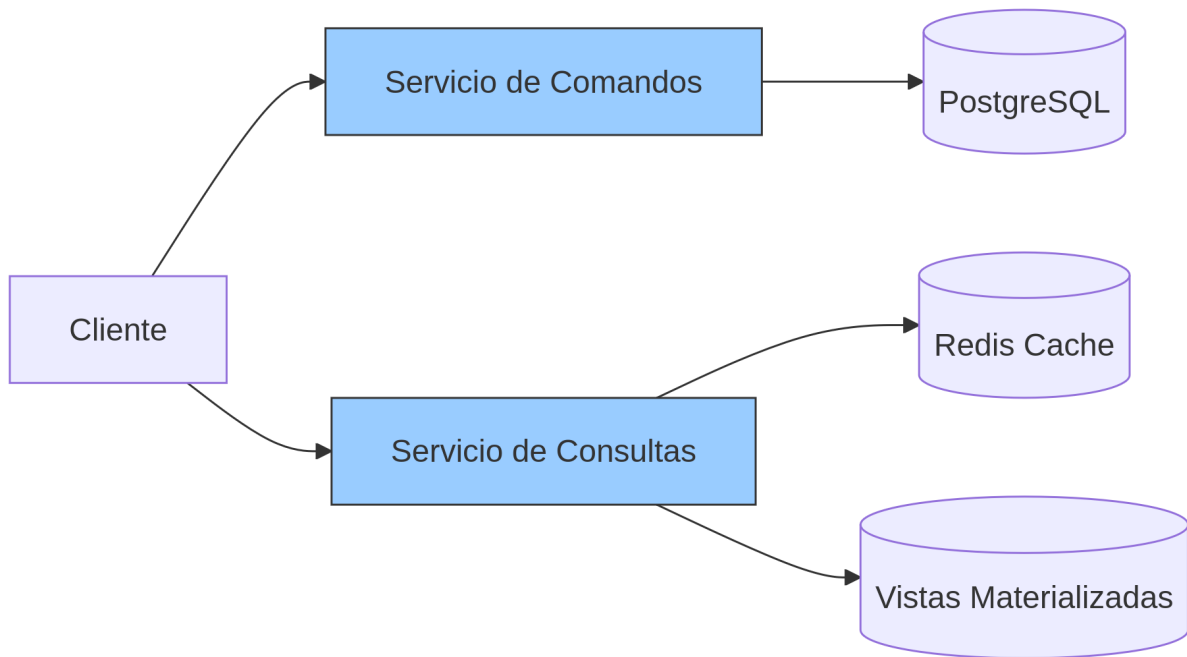 Servicio de Comandos
PostgreSQL
Cliente
Redis Cache
Servicio de Consultas
Vistas Materializadas